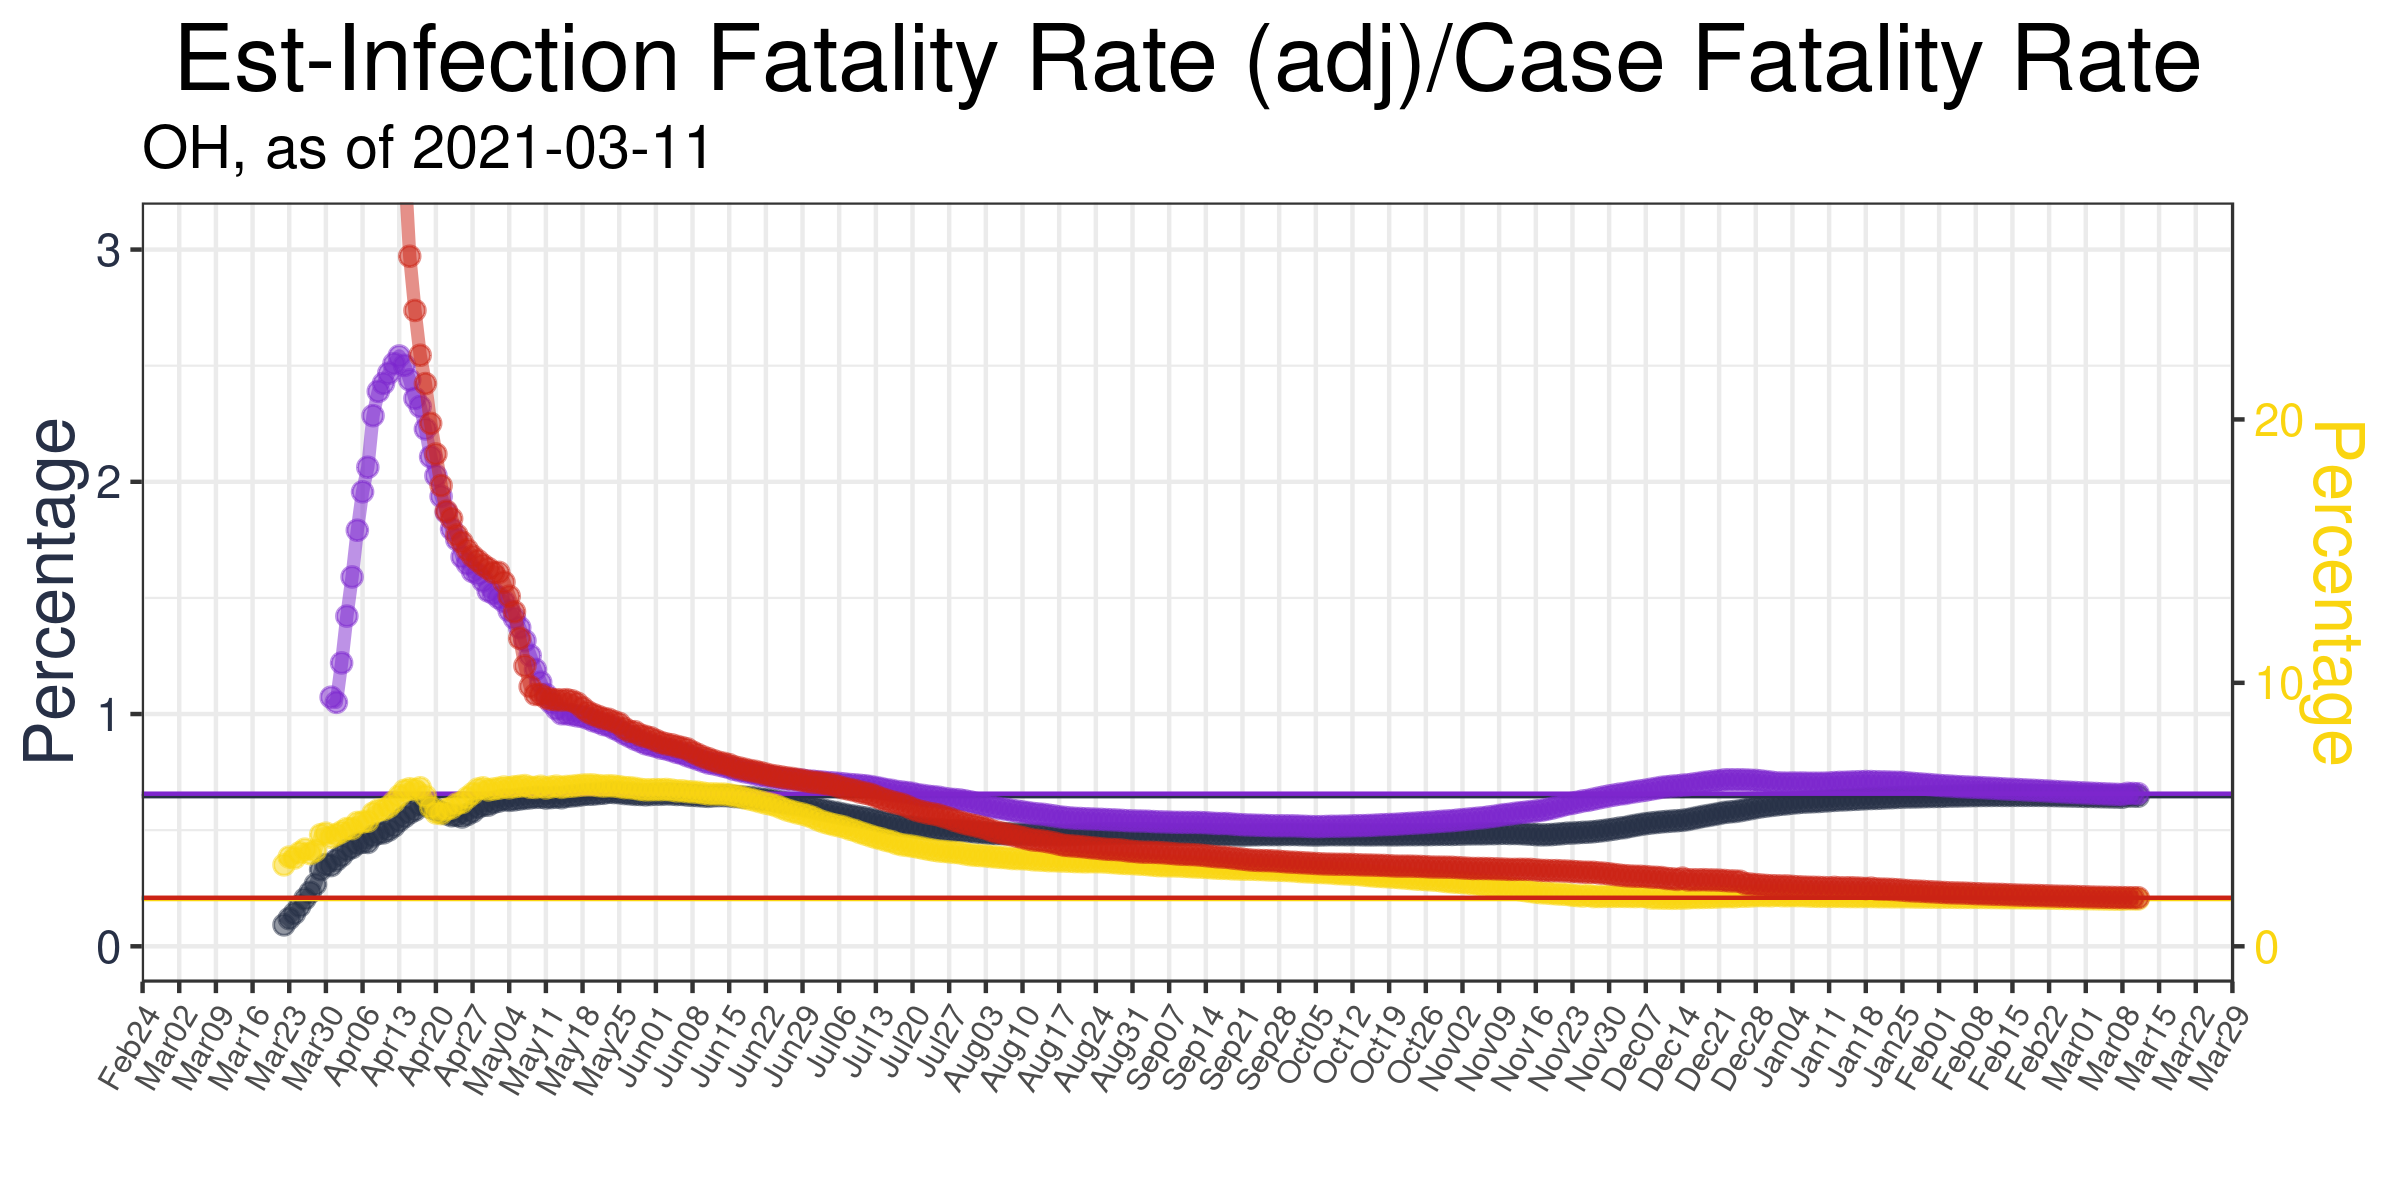 Est-Infection Fatality Rate (adj)/Case Fatality Rate
OH, as of 2021-03-11
Percentage
3
2
1
0
20
10
0
Percentage
Feb24
Mar02
Mar09
Mar16
Mar23
Mar30
Apr06
Apr13
Apr20
Apr27
May04
May11
May18
May25
Jun01
Jun08
Jun15
Jun22
Jun29
Jul06
Jul13
Jul20
Jul27
Aug03
Aug10
Aug17
Aug24
Aug31
Sep07
Sep14
Sep21
Sep28
Oct05
Oct12
Oct19
Oct26
Nov02
Nov09
Nov16
Nov23
Nov30
Dec07
Dec14
Dec21
Dec28
Jan04
Jan11
Jan18
Jan25
Feb01
Feb08
Feb15
Feb22
Mar01
Mar08
Mar15
Mar22
Mar29